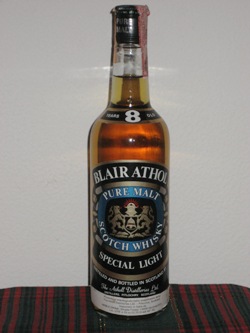 MALT
YEARS 8 OLD
BLAIR ATHOL
PURE MALT
SCOTCH WHISKY
SPECIAL LIGHT
AND BOTTLED IN SCOTLAND
The Atholl Distilleries Ltd